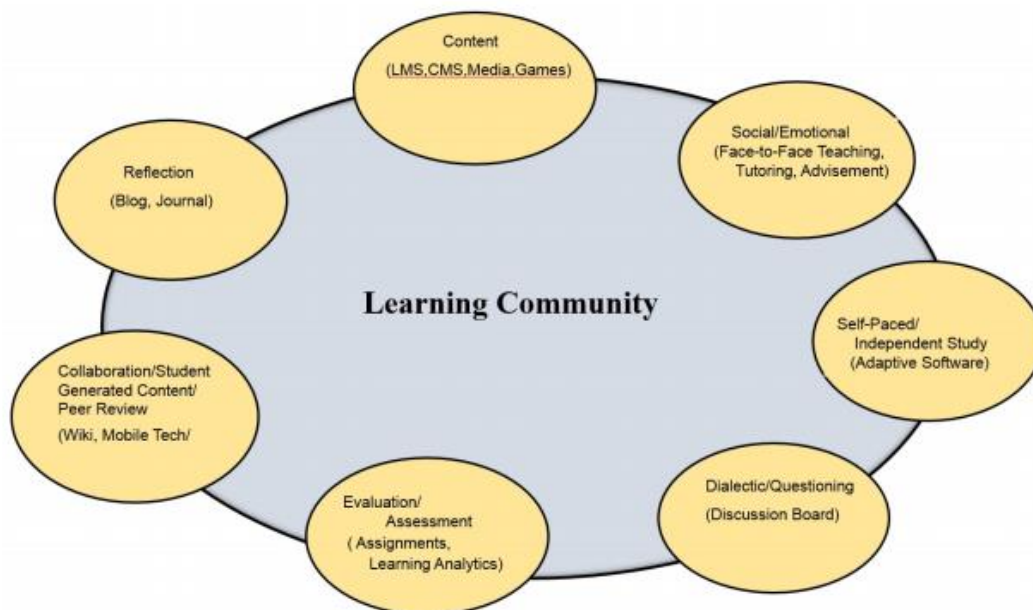 Content
(LMS,CMS,Media,Games)
Social/Emotional
(Face-to-Face Teaching,
Tutoring, Advisement)
Reflection
(Blog, Journal)
Learning Community
Self-Paced/
Independent Study
(Adaptive Software)
Collaboration/Student
Generated Content/
Peer Review
(Wiki, Mobile Tech/
Dialectic/Questioning
(Discussion Board)
Evaluation/
Assessment
( Assignments,
Learning Analytics)